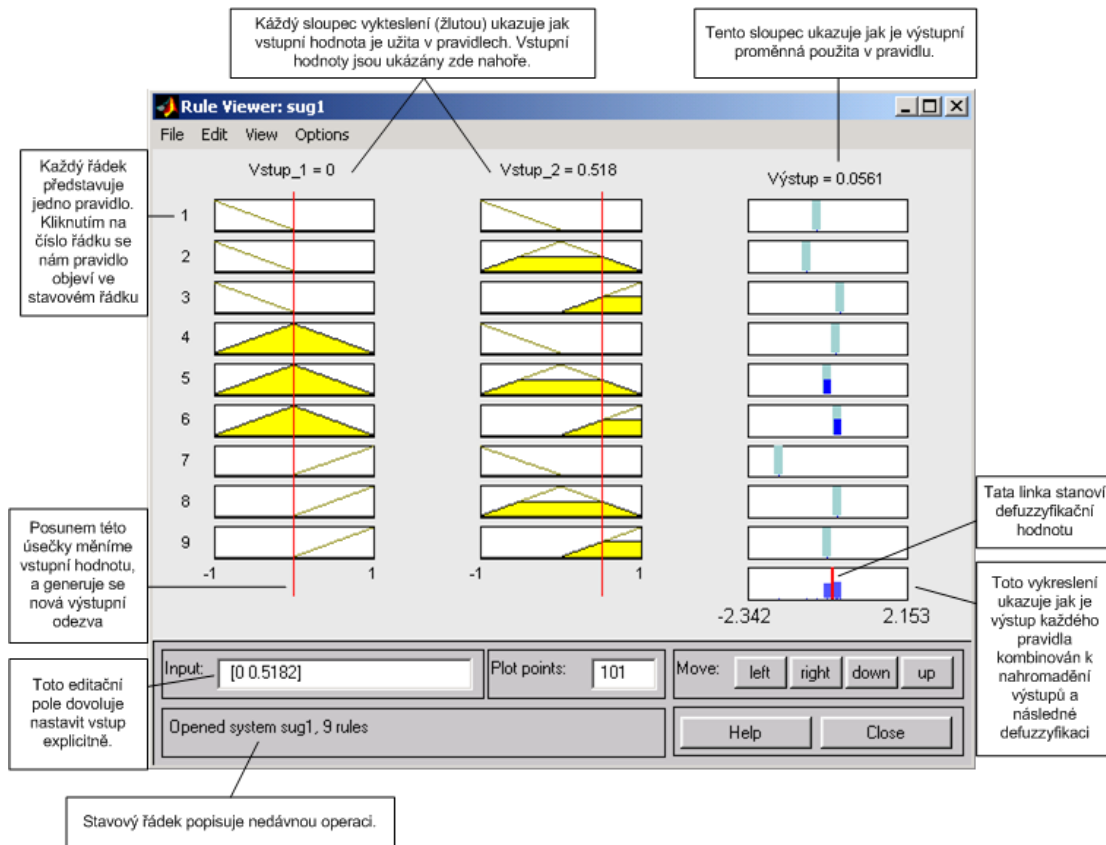 Káždý sloupec vykteslení (žlutou) ukazuje jak
vstupní hodnota je užita v pravidlech. Vstupní
hodnoty jsou ukázány zde nahoře.
Tento sloupec ukazuje jak je výstupní
proměnná použita v pravidlu.
Rule Viewer: sug1
File Edit View Options
Každý řádek
představuje
jedno pravidlo.
Kliknutím na
číslo řádku se
nám pravidlo
objeví ve
stavovém řádku
Vstup_1 = 0
Vstup_2 = 0.518
Výstup = 0.0561
1
2
3
4
5
6
7
8
9
-1 1
-1 1
-2.342 2.153
Posunem této
úsečky měníme
vstupní hodnotu,
a generuje se
nová výstupní
odezva
Tata linka stanoví
defuzzyfikační
hodnotu
Toto vykreslení
ukazuje jak je
výstup každého
pravidla
kombinován k
nahromadění
výstupů a
následné
defuzzyfikaci
Toto editační
pole dovoluje
nastavit vstup
explicitně.
Input: [0 0.5182]
Plot points: 101
Move: left right down up
Opened system sug1, 9 rules
Help Close
Stavový řádek popisuje nedávnou operaci.